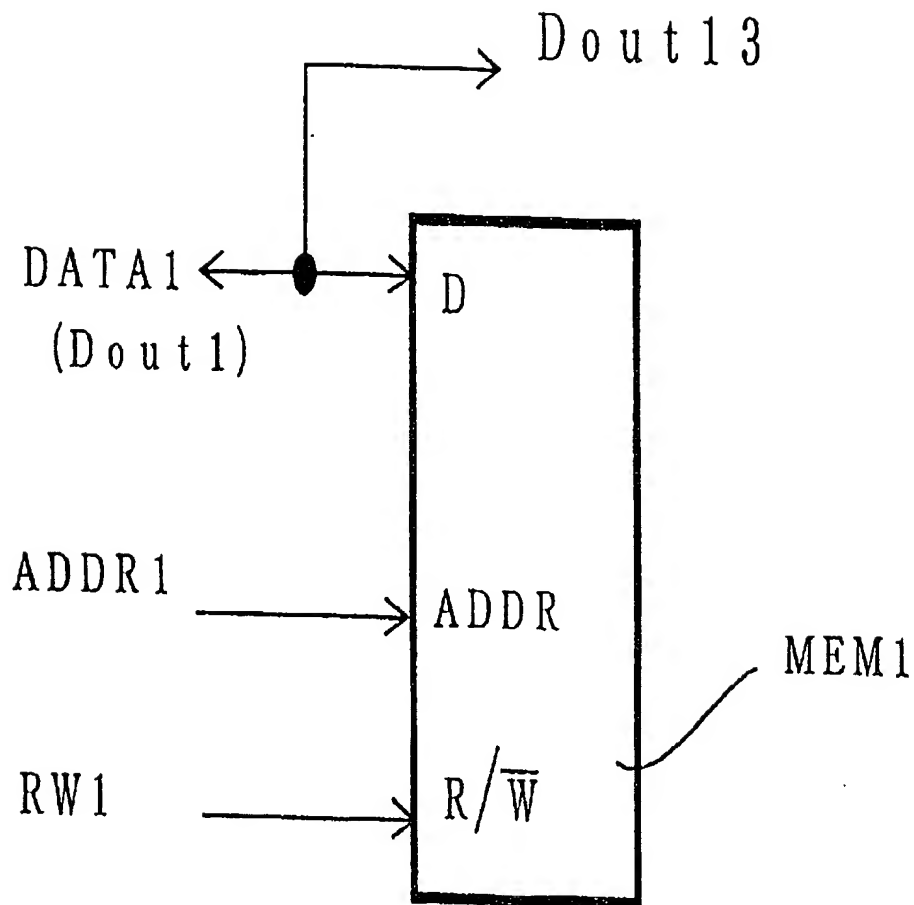 Dout13
DATA1
(Dout1)
D
ADDR1
ADDR
MEM1
RW1
R/W̅